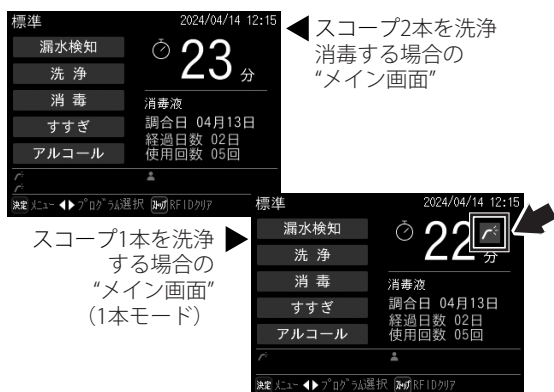 標準 2024/04/14 12:15
漏水検知
洗 浄
消 毒
すすぎ
アルコール
23 分
消毒液
調合日 04月13日
経過日数 02日
使用回数 05回
決定 メニュー ◀▶ プログラム選択 ストップ RFIDクリア
◀スコープ2本を洗浄
消毒する場合の
“メイン画面”
スコープ1本を洗浄▶
する場合の
“メイン画面”
（1本モード）
標準 2024/04/14 12:15
漏水検知
洗 浄
消 毒
すすぎ
アルコール
22 分
消毒液
調合日 04月13日
経過日数 02日
使用回数 05回
決定 メニュー ◀▶ プログラム選択 ストップ RFIDクリア